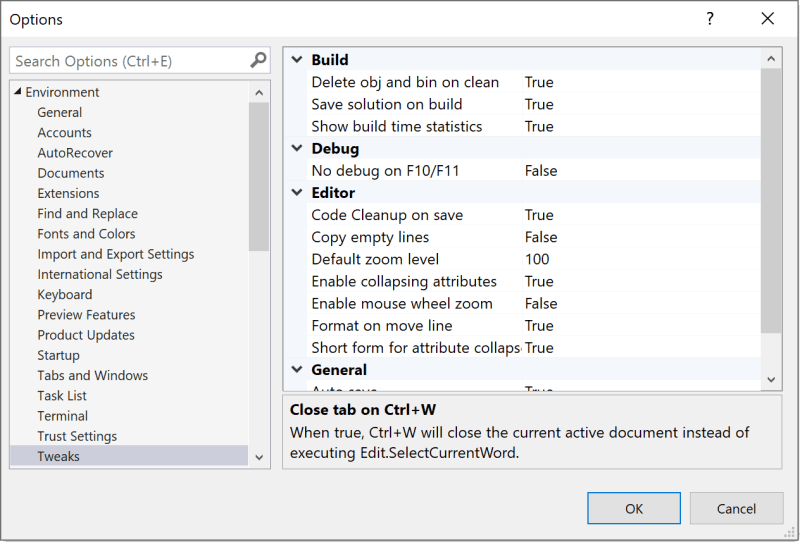 Options
?
Search Options (Ctrl+E)
Environment
General
Accounts
AutoRecover
Documents
Extensions
Find and Replace
Fonts and Colors
Import and Export Settings
International Settings
Keyboard
Preview Features
Product Updates
Startup
Tabs and Windows
Task List
Terminal
Trust Settings
Tweaks
Build
Delete obj and bin on clean True
Save solution on build True
Show build time statistics True
Debug
No debug on F10/F11 False
Editor
Code Cleanup on save True
Copy empty lines False
Default zoom level 100
Enable collapsing attributes True
Enable mouse wheel zoom False
Format on move line True
Short form for attribute collaps True
General
Auto save True
Close tab on Ctrl+W
When true, Ctrl+W will close the current active document instead of
executing Edit.SelectCurrentWord.
OK Cancel